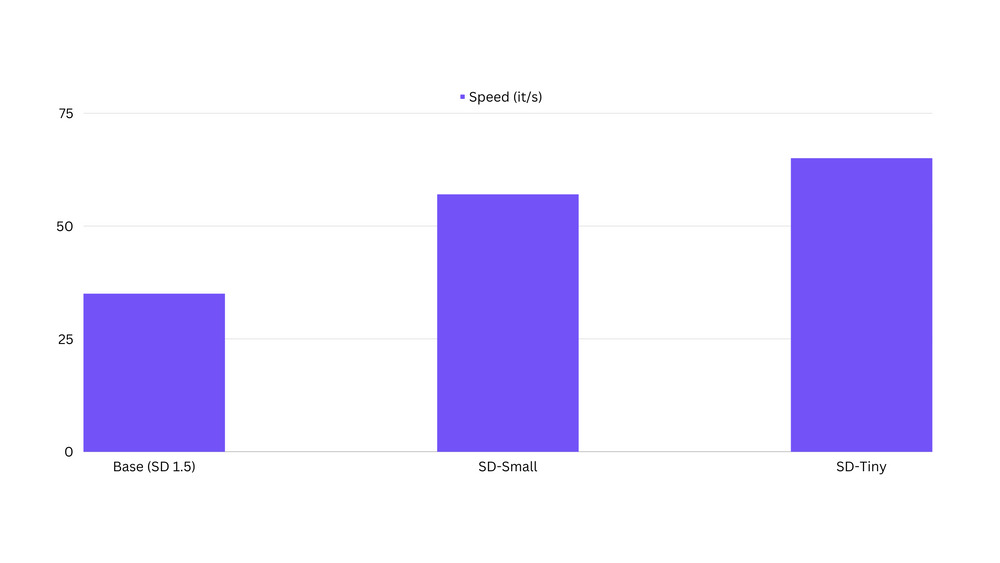 Speed (it/s)
75
50
25
0
Base (SD 1.5)
SD-Small
SD-Tiny